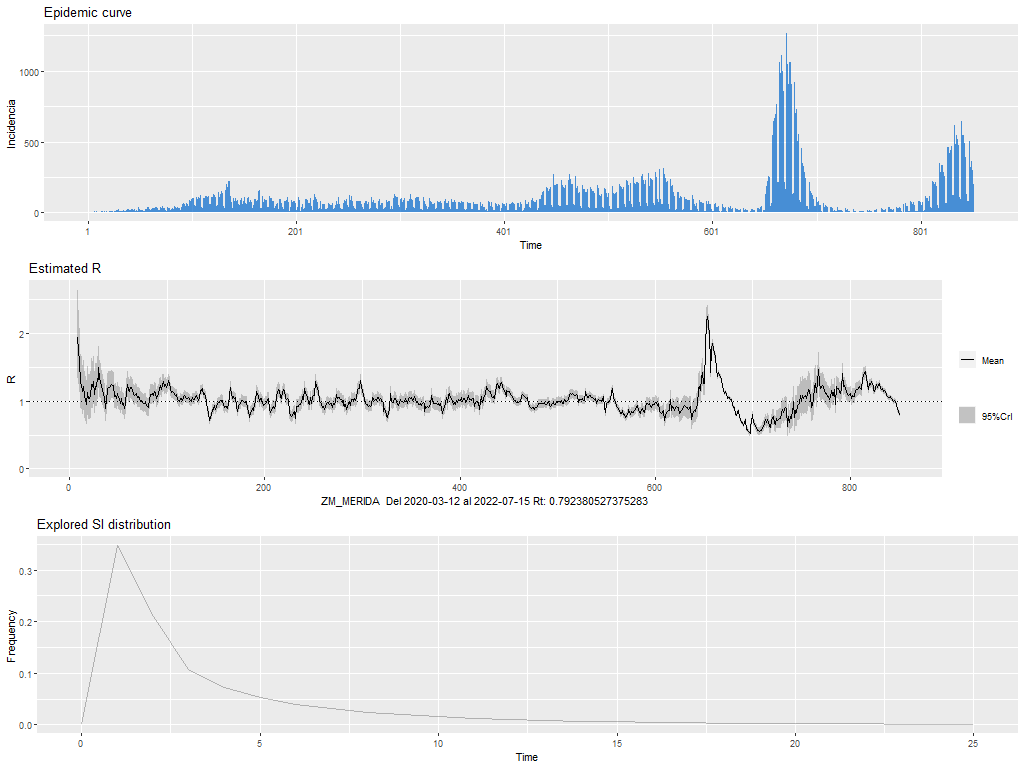 Epidemic curve
Incidencia
1000
500
0
1 201 401 601 801
Time
Estimated R
R
2
1
0
0 200 400 600 800
Mean
95%CrI
ZM_MERIDA Del 2020-03-12 al 2022-07-15 Rt: 0.792380527375283
Explored SI distribution
Frequency
0.3
0.2
0.1
0.0
0 5 10 15 20 25
Time